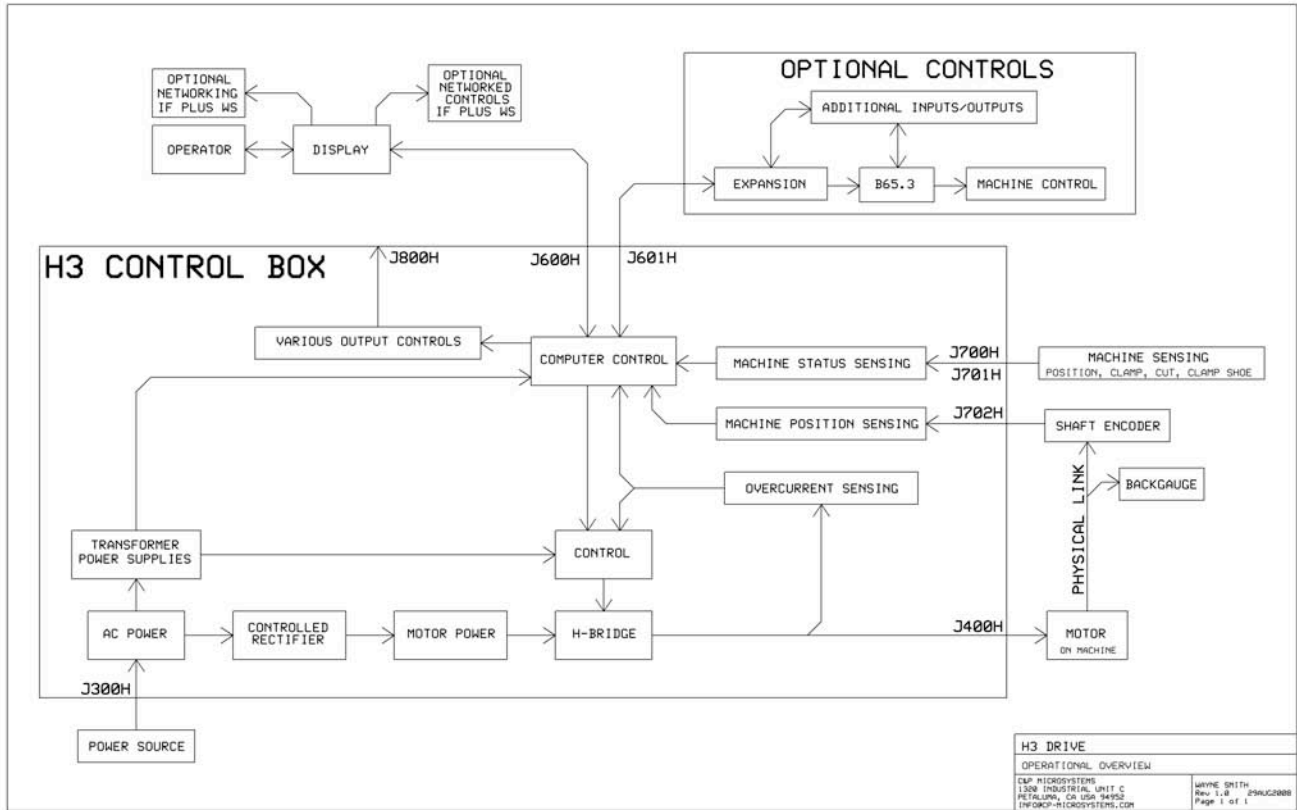 OPTIONAL
NETWORKING
IF PLUS WS
OPTIONAL
NETWORKED
CONTROLS
IF PLUS WS
OPERATOR
DISPLAY
OPTIONAL CONTROLS
ADDITIONAL INPUTS/OUTPUTS
EXPANSION
B65.3
MACHINE CONTROL
H3 CONTROL BOX
J800H
J600H
J601H
VARIOUS OUTPUT CONTROLS
COMPUTER CONTROL
MACHINE STATUS SENSING
J700H
J701H
MACHINE SENSING
POSITION, CLAMP, CUT, CLAMP SHOE
MACHINE POSITION SENSING
J702H
SHAFT ENCODER
OVERCURRENT SENSING
BACKGAUGE
PHYSICAL LINK
TRANSFORMER
POWER SUPPLIES
CONTROL
AC POWER
CONTROLLED
RECTIFIER
MOTOR POWER
H-BRIDGE
J400H
MOTOR
ON MACHINE
J300H
POWER SOURCE
H3 DRIVE
OPERATIONAL OVERVIEW
C&P MICROSYSTEMS
1320 INDUSTRIAL UNIT C
PETALUMA, CA USA 94952
INFO@CP-MICROSYSTEMS.COM
WAYNE SMITH
Rev 1.0 29AUG2008
Page 1 of 1